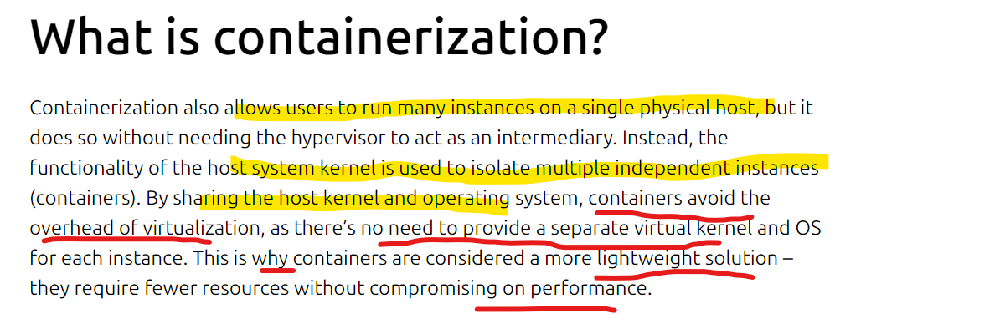 What is containerization?
Containerization also allows users to run many instances on a single physical host, but it
does so without needing the hypervisor to act as an intermediary. Instead, the
functionality of the host system kernel is used to isolate multiple independent instances
(containers). By sharing the host kernel and operating system, containers avoid the
overhead of virtualization, as there’s no need to provide a separate virtual kernel and OS
for each instance. This is why containers are considered a more lightweight solution –
they require fewer resources without compromising on performance.